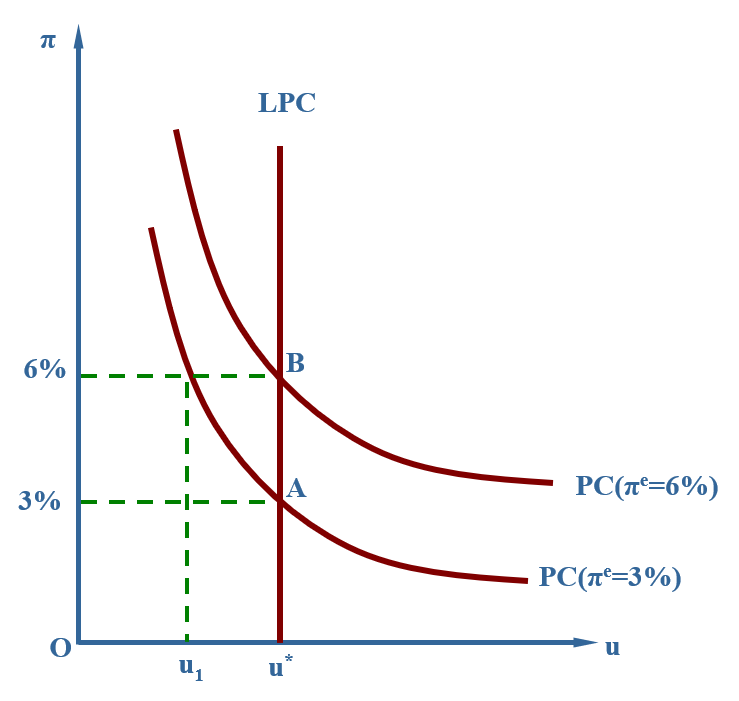 π
LPC
6%
B
3%
A
PC(πᵉ=6%)
PC(πᵉ=3%)
O
u₁
u*
u